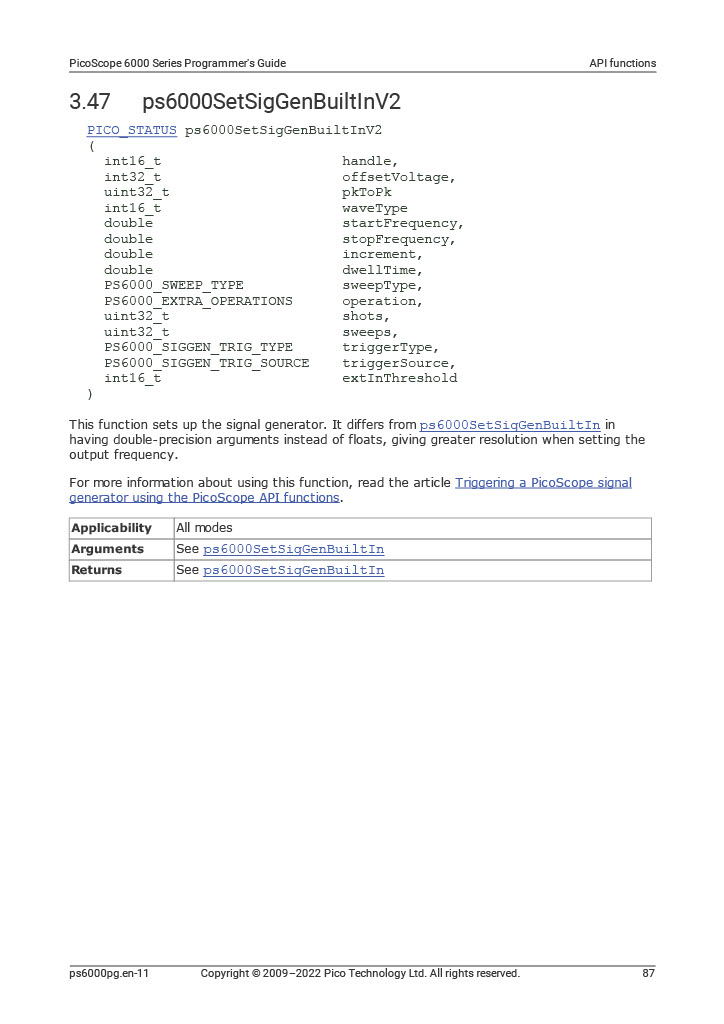 PicoScope 6000 Series Programmer's Guide API functions
3.47 ps6000SetSigGenBuiltInV2
PICO_STATUS ps6000SetSigGenBuiltInV2
(
int16_t handle,
int32_t offsetVoltage,
uint32_t pkToPk
int16_t waveType
double startFrequency,
double stopFrequency,
double increment,
double dwellTime,
PS6000_SWEEP_TYPE sweepType,
PS6000_EXTRA_OPERATIONS operation,
uint32_t shots,
uint32_t sweeps,
PS6000_SIGGEN_TRIG_TYPE triggerType,
PS6000_SIGGEN_TRIG_SOURCE triggerSource,
int16_t extInThreshold
)
This function sets up the signal generator. It differs from ps6000SetSigGenBuiltIn in
having double-precision arguments instead of floats, giving greater resolution when setting the
output frequency.
For more information about using this function, read the article Triggering a PicoScope signal
generator using the PicoScope API functions.
Applicability All modes
Arguments See ps6000SetSigGenBuiltIn
Returns See ps6000SetSigGenBuiltIn
ps6000pg.en-11 Copyright © 2009–2022 Pico Technology Ltd. All rights reserved. 87